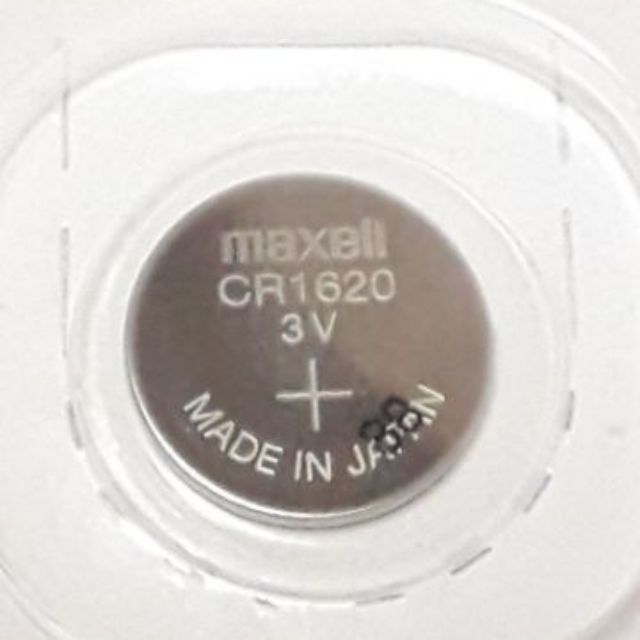 maxell
CR1620
3V
+
MADE IN JAPAN